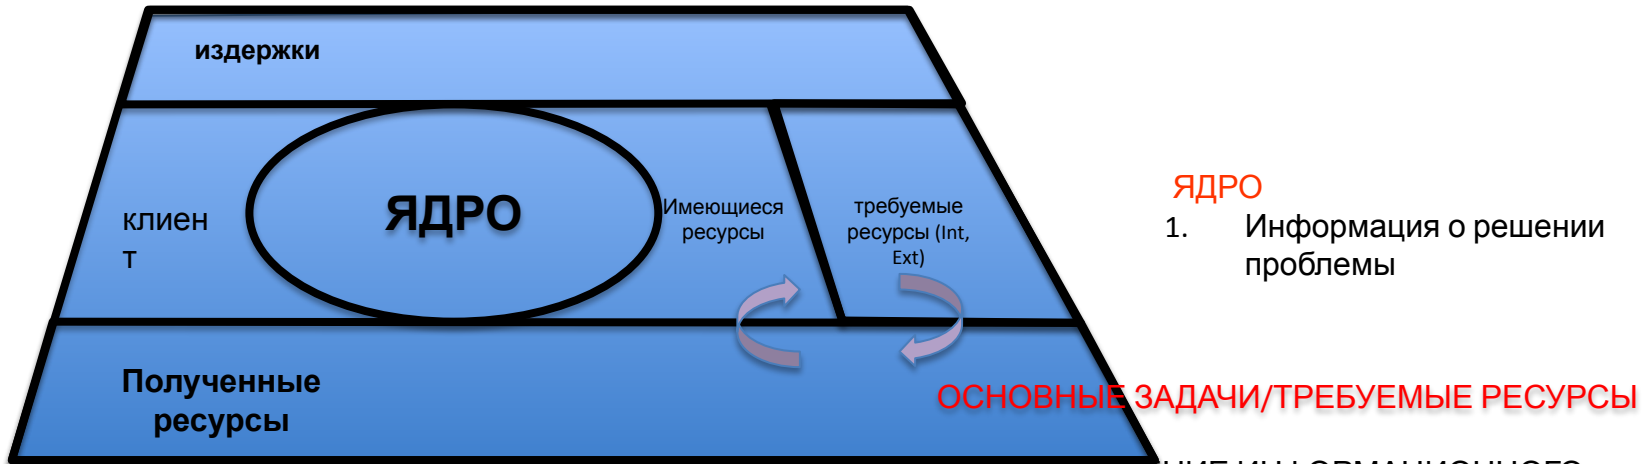 издержки
клиен
т
ЯДРО
Имеющиеся
ресурсы
требуемые
ресурсы (Int,
Ext)
Полученные
ресурсы
ЯДРО
1. Информация о решении
проблемы
ОСНОВНЫЕ ЗАДАЧИ/ТРЕБУЕМЫЕ РЕСУРСЫ